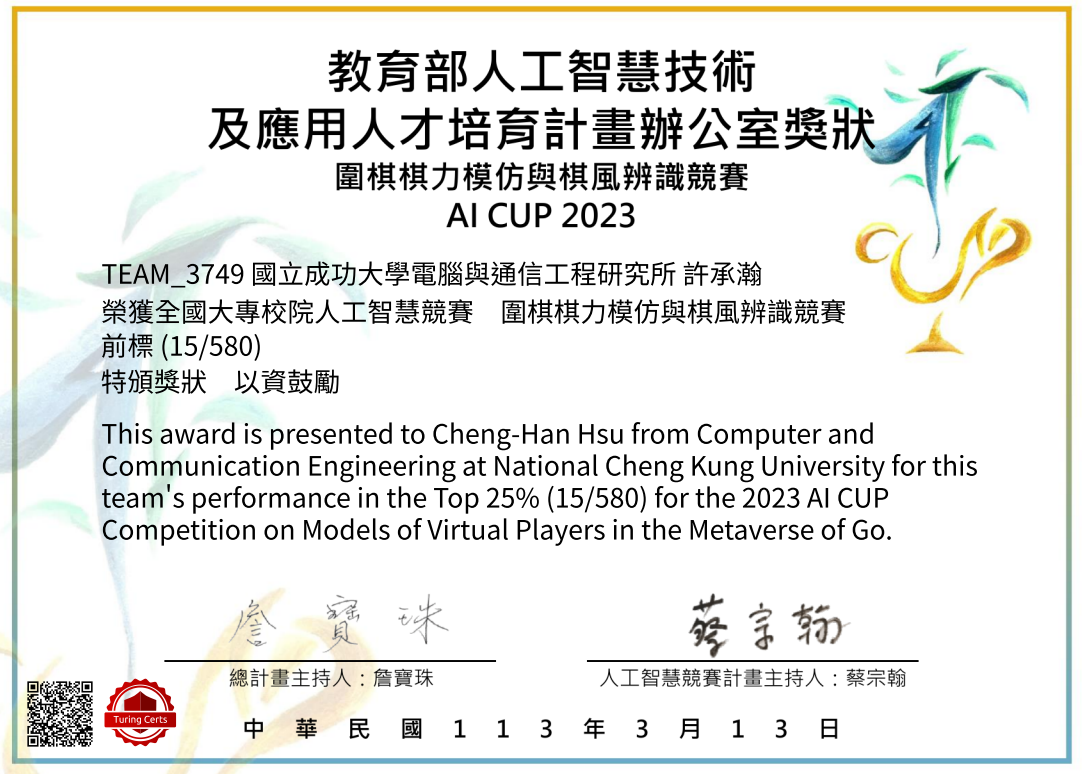 教育部人工智慧技術
及應用人才培育計畫辦公室獎狀
圍棋棋力模仿與棋風辨識競賽
AI CUP 2023
TEAM_3749 國立成功大學電腦與通信工程研究所 許承瀚
榮獲全國大專校院人工智慧競賽　圍棋棋力模仿與棋風辨識競賽
前標 (15/580)
特頒獎狀　以資鼓勵
This award is presented to Cheng-Han Hsu from Computer and
Communication Engineering at National Cheng Kung University for this
team's performance in the Top 25% (15/580) for the 2023 AI CUP
Competition on Models of Virtual Players in the Metaverse of Go.
詹寶珠
蔡宗翰
總計畫主持人：詹寶珠
人工智慧競賽計畫主持人：蔡宗翰
Turing Certs
中華民國113年3月13日